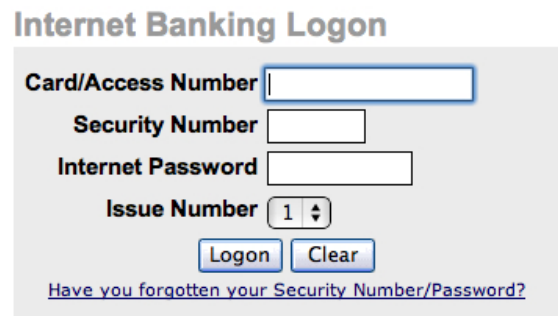 Internet Banking Logon
Card/Access Number
Security Number
Internet Password
Issue Number 1
Logon Clear
Have you forgotten your Security Number/Password?